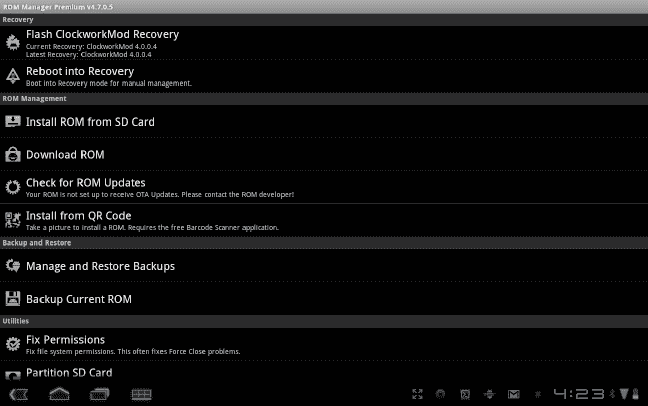 ROM Manager Premium v4.7.0.5
Recovery
Flash ClockworkMod Recovery
Current Recovery: ClockworkMod 4.0.0.4
Latest Recovery: ClockworkMod 4.0.0.4
Reboot into Recovery
Boot into Recovery mode for manual management.
ROM Management
Install ROM from SD Card
Download ROM
Check for ROM Updates
Your ROM is not set up to receive OTA Updates. Please contact the ROM developer!
Install from QR Code
Take a picture to install a ROM. Requires the free Barcode Scanner application.
Backup and Restore
Manage and Restore Backups
Backup Current ROM
Utilities
Fix Permissions
Fix file system permissions. This often fixes Force Close problems.
Partition SD Card
# 4:23